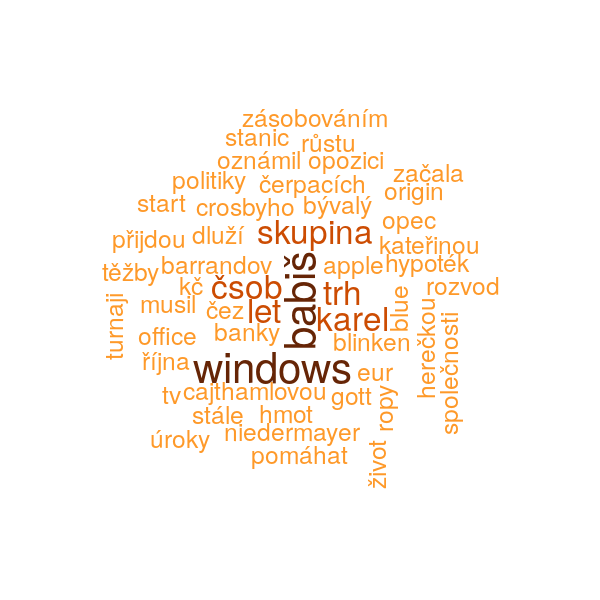 zásobováním
stanic
růstu
oznámil
opozici
začala
politiky
čerpacích
origin
start
crosbyho
bývalý
opec
přijdou
dluží
skupina
kateřinou
těžby
barrandov
babiš
apple
hypoték
kč
čsob
trh
rozvod
turnaji
musil
čez
let
karel
blue
herečkou
společnosti
office
banky
blinken
října
windows
eur
tv
cajthamlovou
gott
ropy
stále
hmot
úroky
niedermayer
pomáhat
život